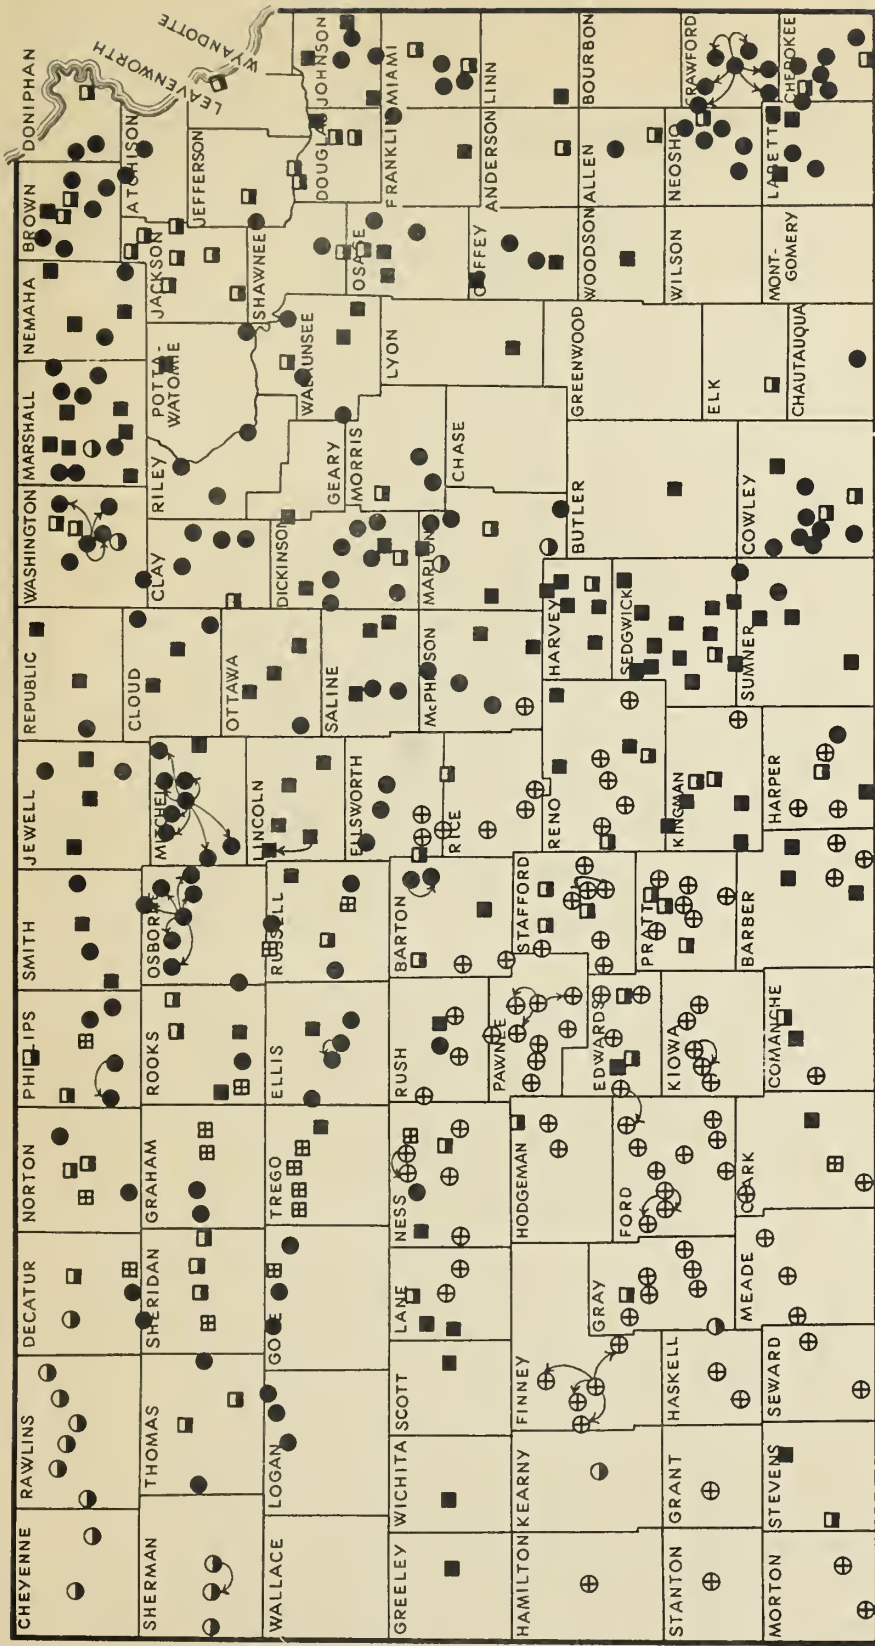 CHEYENNE
RAWLINS
DECATUR
NORTON
PHILLIPS
SMITH
JEWELL
REPUBLIC
WASHINGTON
MARSHALL
NEMAHA
BROWN
DONIPHAN
SHERMAN
THOMAS
SHERIDAN
GRAHAM
ROOKS
OSBORNE
MITCHELL
CLOUD
CLAY
RILEY
POTTA-
WATOMIE
JACKSON
ATCHISON
JEFFERSON
LEAVENWORTH
WYANDOTTE
WALLACE
LOGAN
GOVE
TREGO
ELLIS
RUSSELL
LINCOLN
OTTAWA
DICKINSON
GEARY
WABAUNSEE
SHAWNEE
DOUGLAS
JOHNSON
GREELEY
WICHITA
SCOTT
LANE
NESS
RUSH
BARTON
ELLSWORTH
SALINE
MORRIS
OSAGE
FRANKLIN
MIAMI
RICE
McPHERSON
MARION
CHASE
LYON
COFFEY
ANDERSON
LINN
HAMILTON
KEARNY
FINNEY
HODGEMAN
PAWNEE
STAFFORD
RENO
HARVEY
BUTLER
GREENWOOD
WOODSON
ALLEN
BOURBON
GRAY
FORD
EDWARDS
SEDGWICK
STANTON
GRANT
HASKELL
KIOWA
PRATT
KINGMAN
ELK
WILSON
NEOSHO
CRAWFORD
MORTON
STEVENS
SEWARD
MEADE
CLARK
COMANCHE
BARBER
HARPER
SUMNER
COWLEY
CHAUTAUQUA
MONT-
GOMERY
LABETTE
CHEROKEE